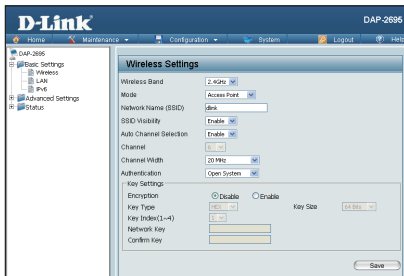 D-Link
DAP-2695
Home Maintenance Configuration System Logout Help
DAP-2695
Basic Settings
Wireless
LAN
IPv6
Advanced Settings
Status
Wireless Settings
Wireless Band 2.4GHz
Mode Access Point
Network Name (SSID) dlink
SSID Visibility Enable
Auto Channel Selection Enable
Channel 6
Channel Width 20 MHz
Authentication Open System
Key Settings
Encryption Disable Enable
Key Type HEX Key Size 64 Bits
Key Index(1~4) 1
Network Key
Confirm Key
Save